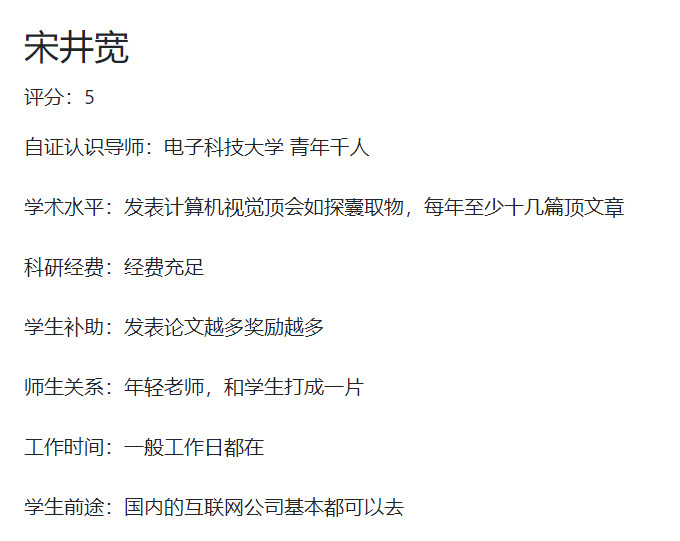 宋井宽
评分：5
自证认识导师：电子科技大学 青年千人
学术水平：发表计算机视觉顶会如探囊取物，每年至少十几篇顶文章
科研经费：经费充足
学生补助：发表论文越多奖励越多
师生关系：年轻老师，和学生打成一片
工作时间：一般工作日都在
学生前途：国内的互联网公司基本都可以去